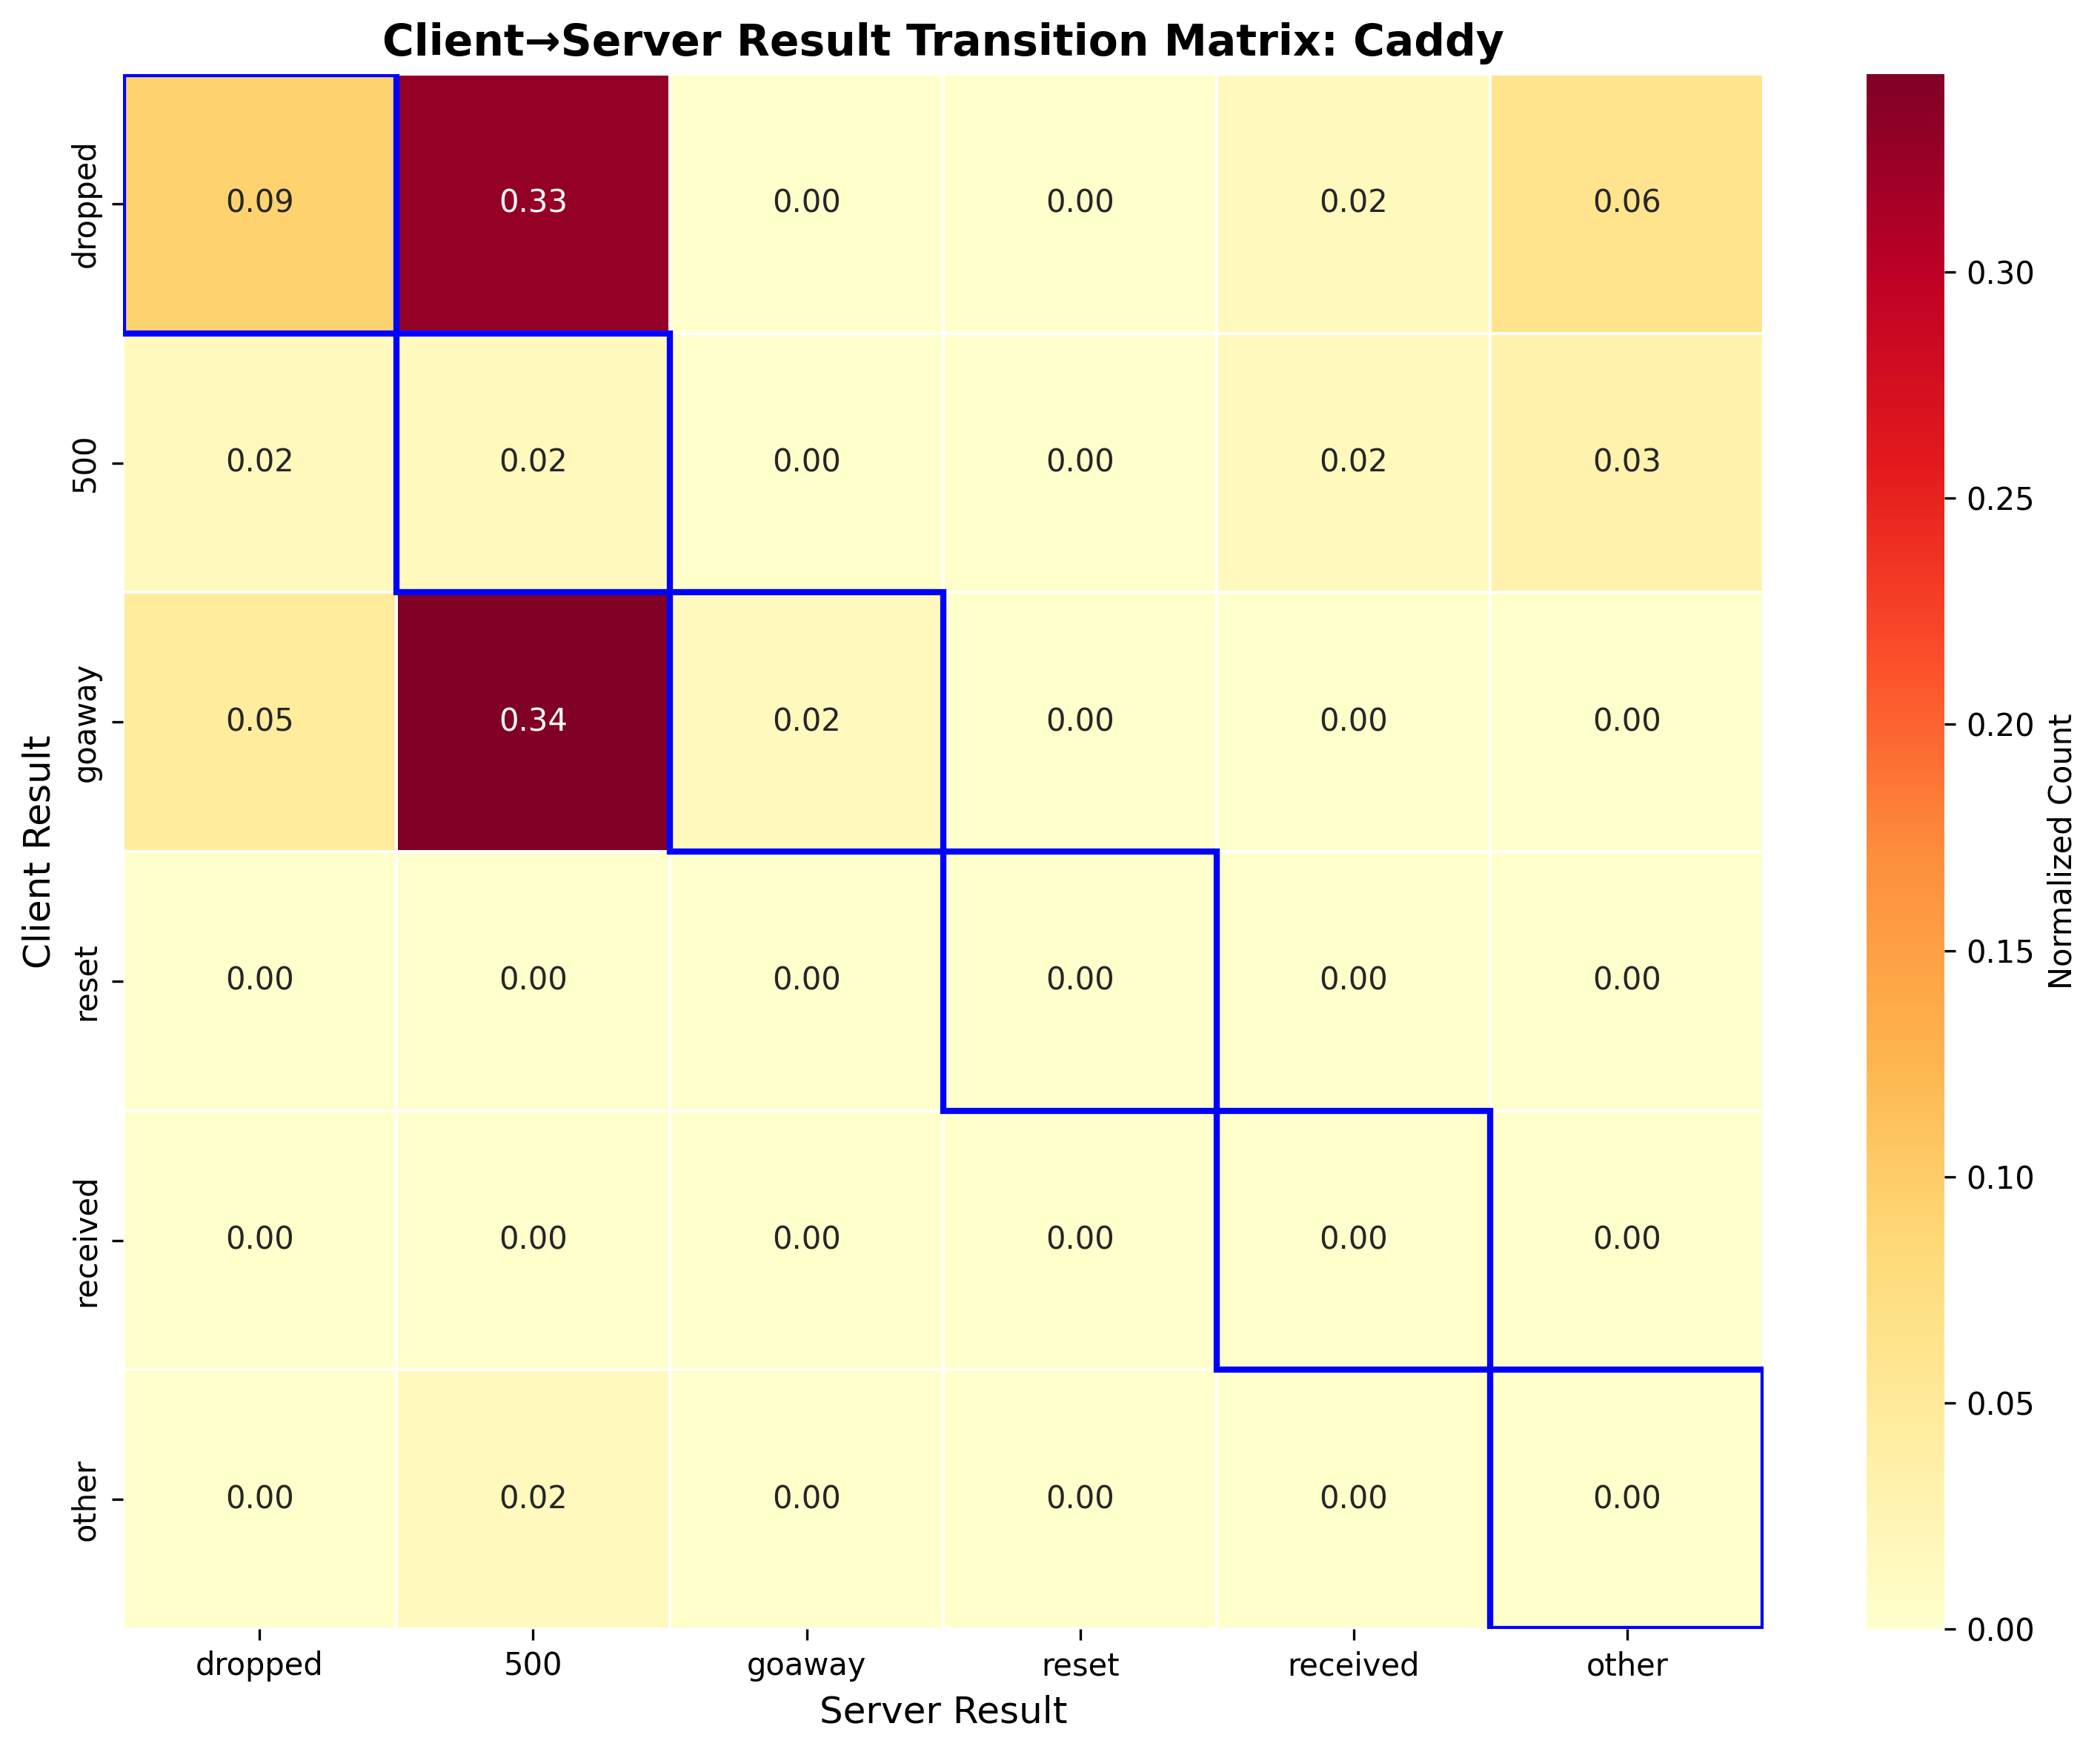 Client→Server Result Transition Matrix: Caddy
Client Result
dropped
0.09 0.33 0.00 0.00 0.02 0.06
500
0.02 0.02 0.00 0.00 0.02 0.03
goaway
0.05 0.34 0.02 0.00 0.00 0.00
reset
0.00 0.00 0.00 0.00 0.00 0.00
received
0.00 0.00 0.00 0.00 0.00 0.00
other
0.00 0.02 0.00 0.00 0.00 0.00
dropped 500 goaway reset received other
Server Result
0.30
0.25
0.20
0.15
0.10
0.05
0.00
Normalized Count